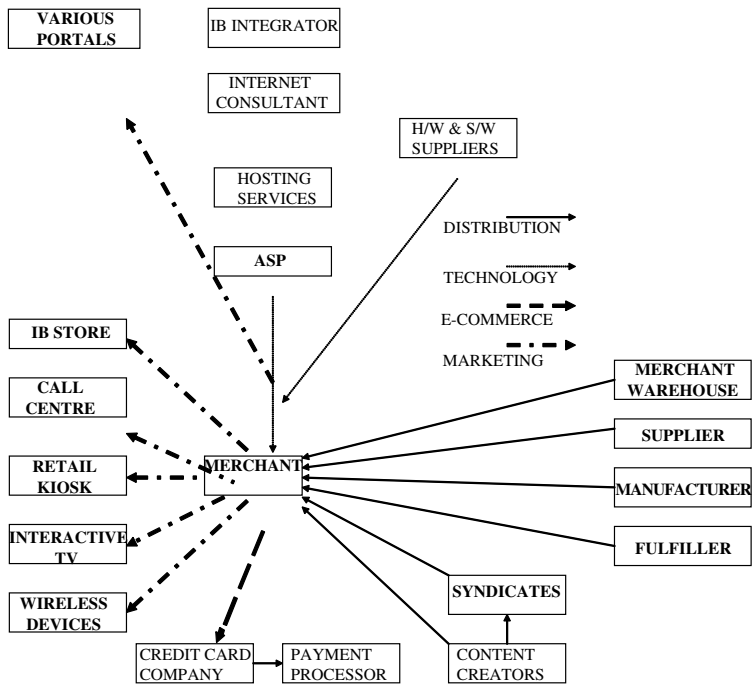 VARIOUS
PORTALS
IB INTEGRATOR
INTERNET
CONSULTANT
H/W & S/W
SUPPLIERS
HOSTING
SERVICES
DISTRIBUTION
ASP
TECHNOLOGY
E-COMMERCE
IB STORE
MARKETING
MERCHANT
WAREHOUSE
CALL
CENTRE
SUPPLIER
RETAIL
KIOSK
MERCHANT
MANUFACTURER
INTERACTIVE
TV
FULFILLER
WIRELESS
DEVICES
SYNDICATES
CREDIT CARD
COMPANY
PAYMENT
PROCESSOR
CONTENT
CREATORS